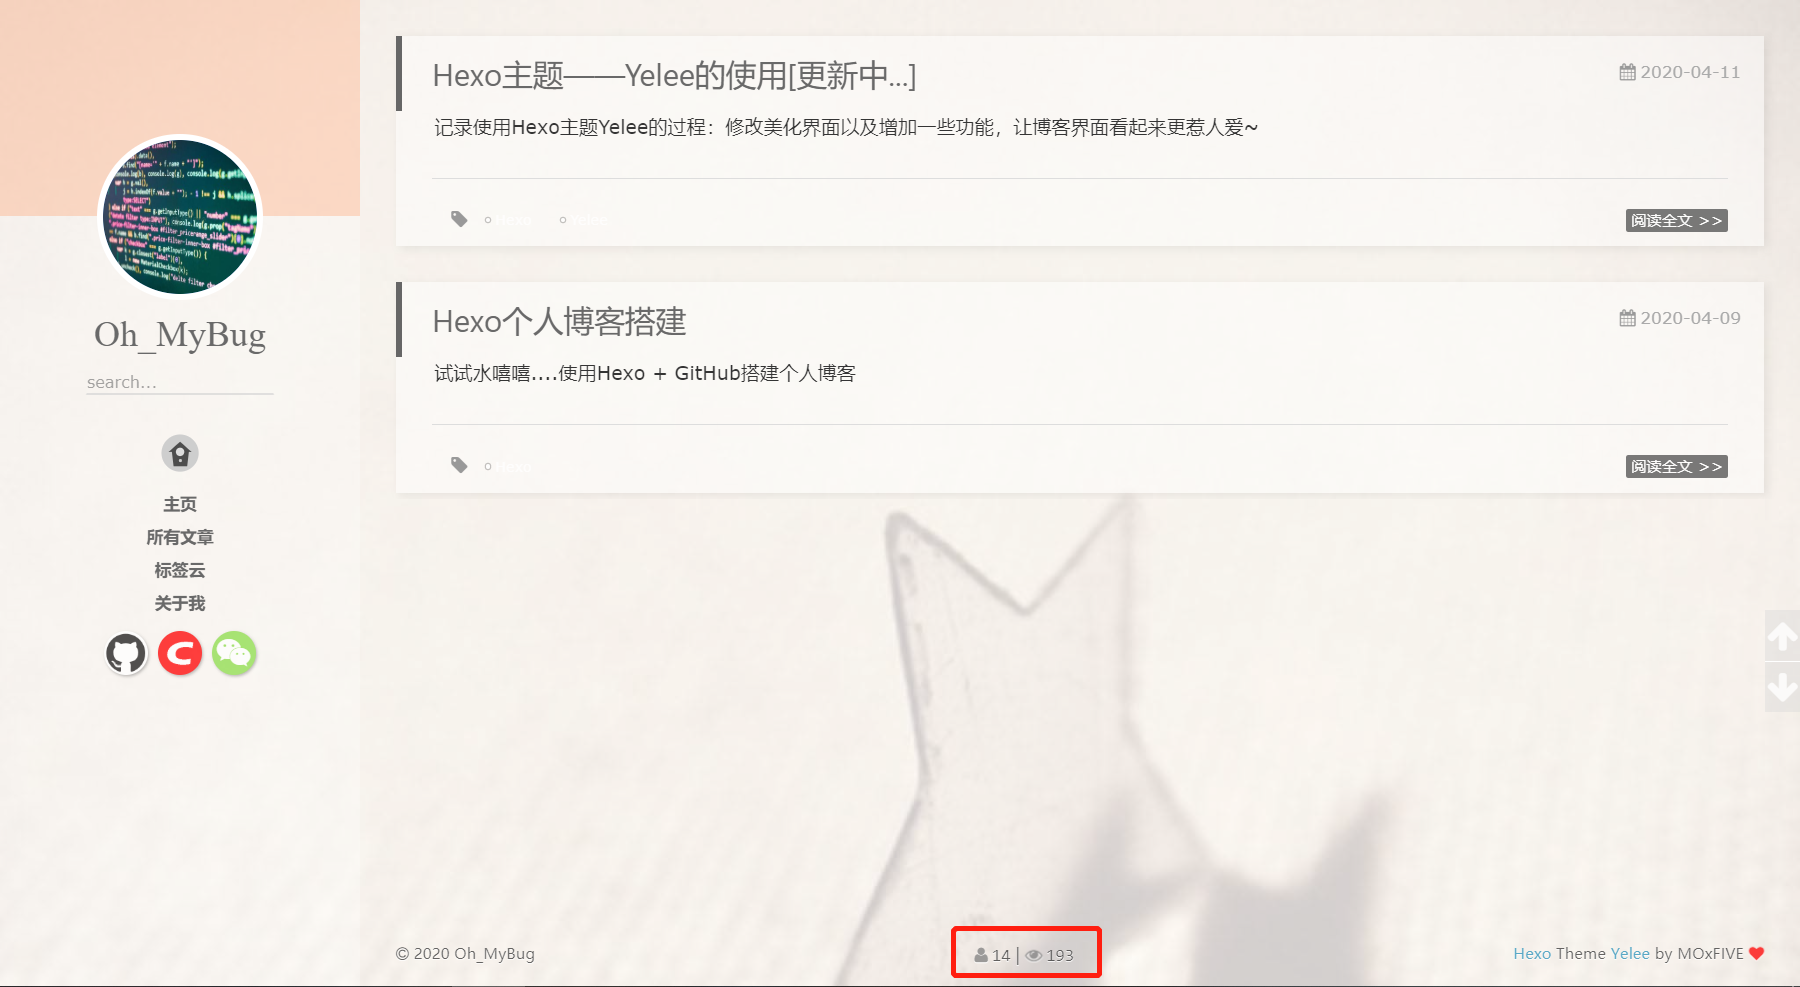 Oh_MyBug
search...
主页
所有文章
标签云
关于我
Hexo主题——Yelee的使用[更新中...]
2020-04-11
记录使用Hexo主题Yelee的过程：修改美化界面以及增加一些功能，让博客界面看起来更惹人爱~
Hexo
阅读全文 >>
Hexo个人博客搭建
2020-04-09
试试水嘻嘻....使用Hexo + GitHub搭建个人博客
Hexo
阅读全文 >>
© 2020 Oh_MyBug
14 | 193
Hexo Theme Yelee by MOxFIVE